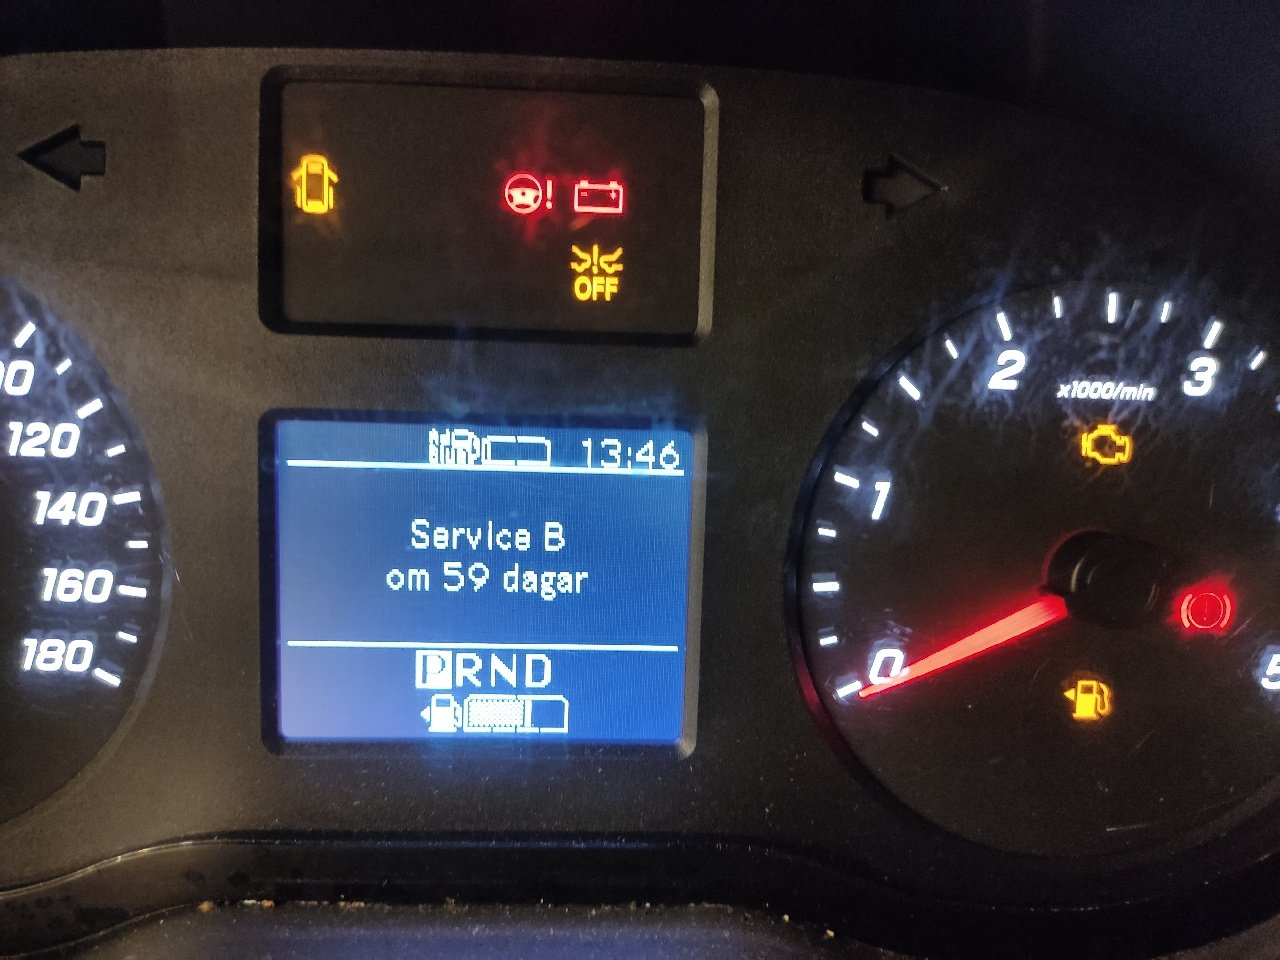 OFF
120
140
160
180
13:46
Service B
om 59 dagar
PRND
0
1
2
3
x1000/min